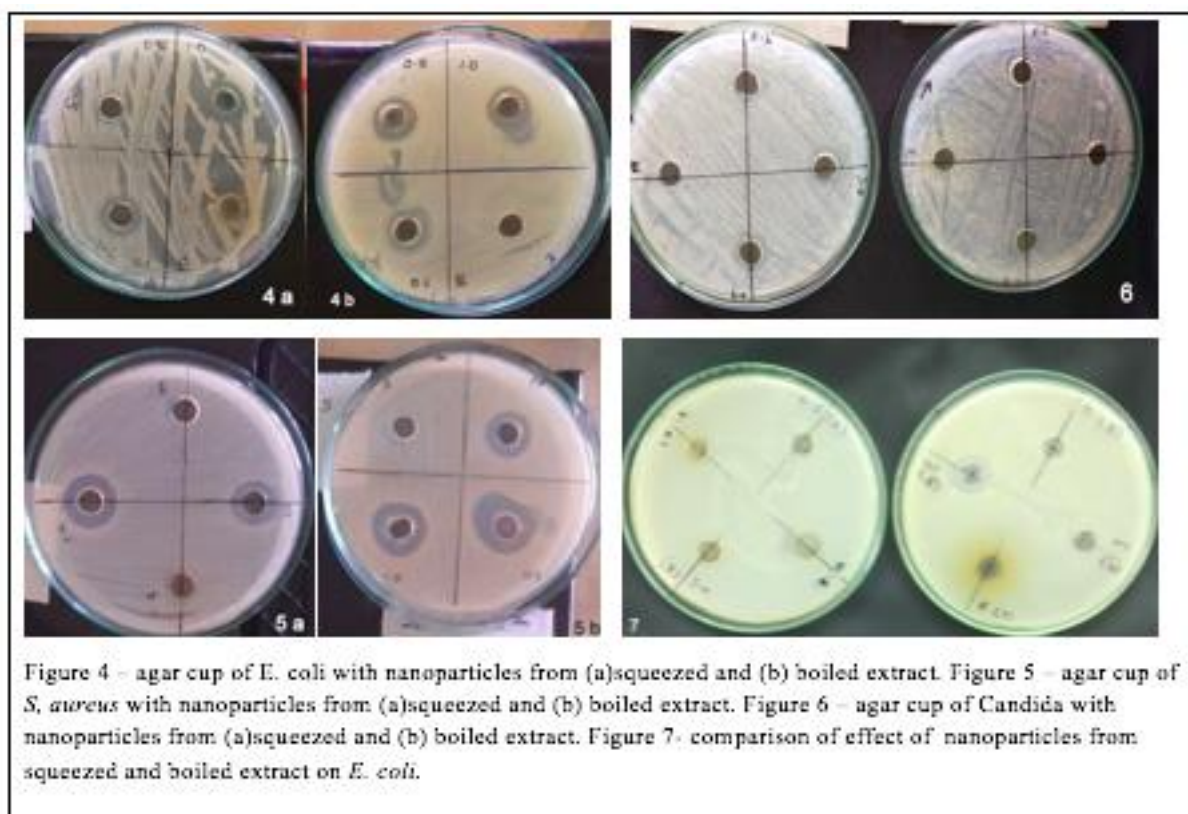 4 a
4 b
6
5 a
5 b
7
Figure 4 – agar cup of E. coli with nanoparticles from (a)squeezed and (b) boiled extract. Figure 5 – agar cup of
S, aureus with nanoparticles from (a)squeezed and (b) boiled extract. Figure 6 – agar cup of Candida with
nanoparticles from (a)squeezed and (b) boiled extract. Figure 7- comparison of effect of nanoparticles from
squeezed and boiled extract on E. coli.